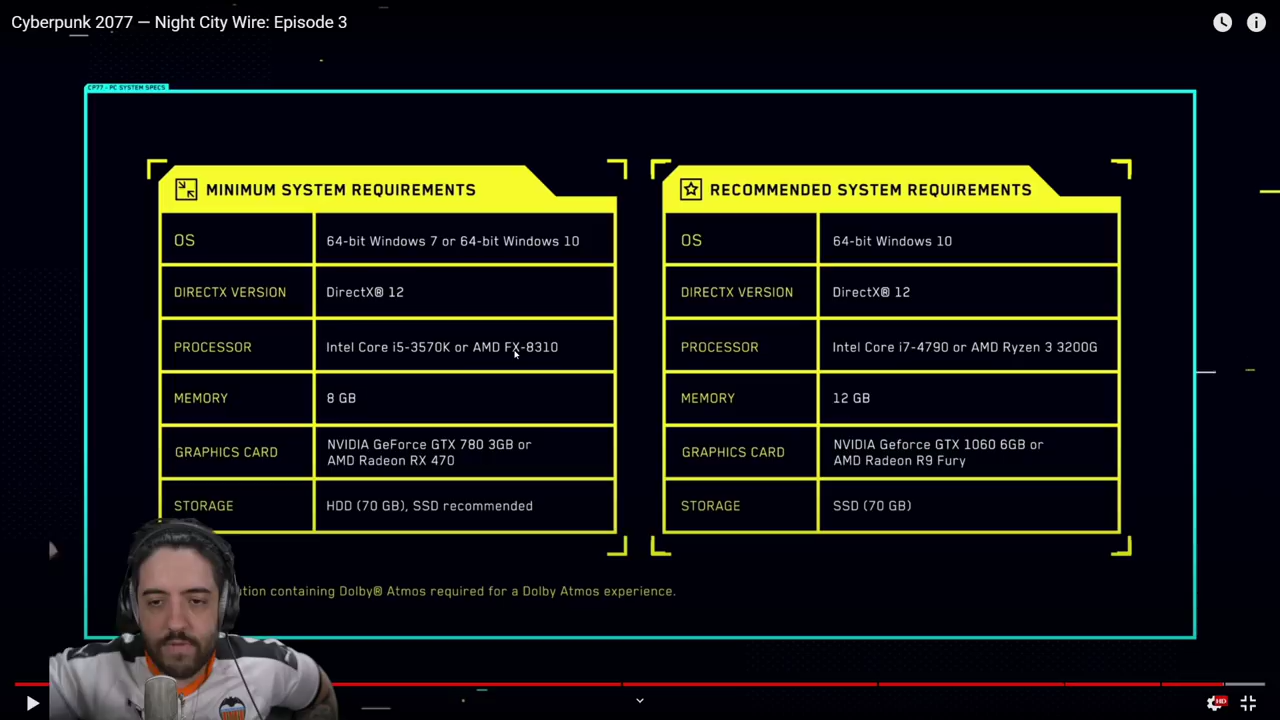 Cyberpunk 2077 — Night City Wire: Episode 3
CP77 - PC SYSTEM SPECS
MINIMUM SYSTEM REQUIREMENTS
OS
64-bit Windows 7 or 64-bit Windows 10
DIRECTX VERSION
DirectX® 12
PROCESSOR
Intel Core i5-3570K or AMD FX-8310
MEMORY
8 GB
GRAPHICS CARD
NVIDIA GeForce GTX 780 3GB or
AMD Radeon RX 470
STORAGE
HDD (70 GB), SSD recommended
RECOMMENDED SYSTEM REQUIREMENTS
OS
64-bit Windows 10
DIRECTX VERSION
DirectX® 12
PROCESSOR
Intel Core i7-4790 or AMD Ryzen 3 3200G
MEMORY
12 GB
GRAPHICS CARD
NVIDIA Geforce GTX 1060 6GB or
AMD Radeon R9 Fury
STORAGE
SSD (70 GB)
containing Dolby® Atmos required for a Dolby Atmos experience.
HD